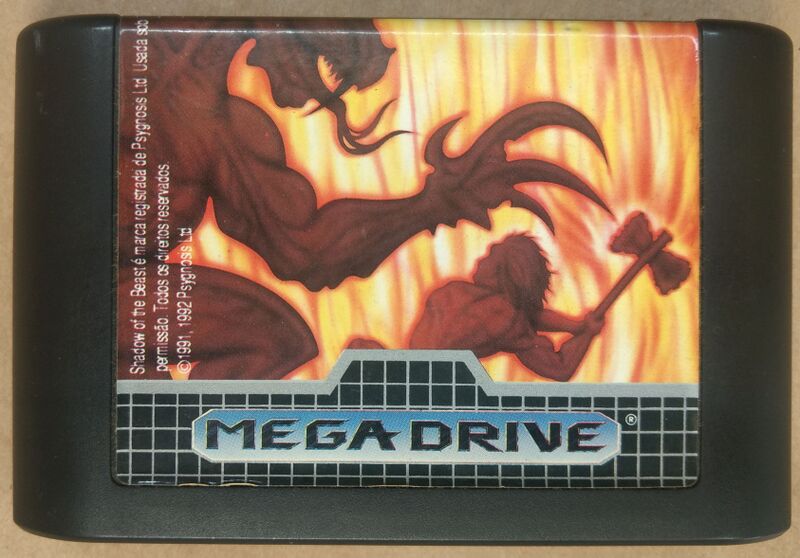 Shadow of the Beast é marca registrada de Psygnosis Ltd. Usada sob
permissão. Todos os direitos reservados.
©1991, 1992 Psygnosis Ltd
MEGA DRIVE ®